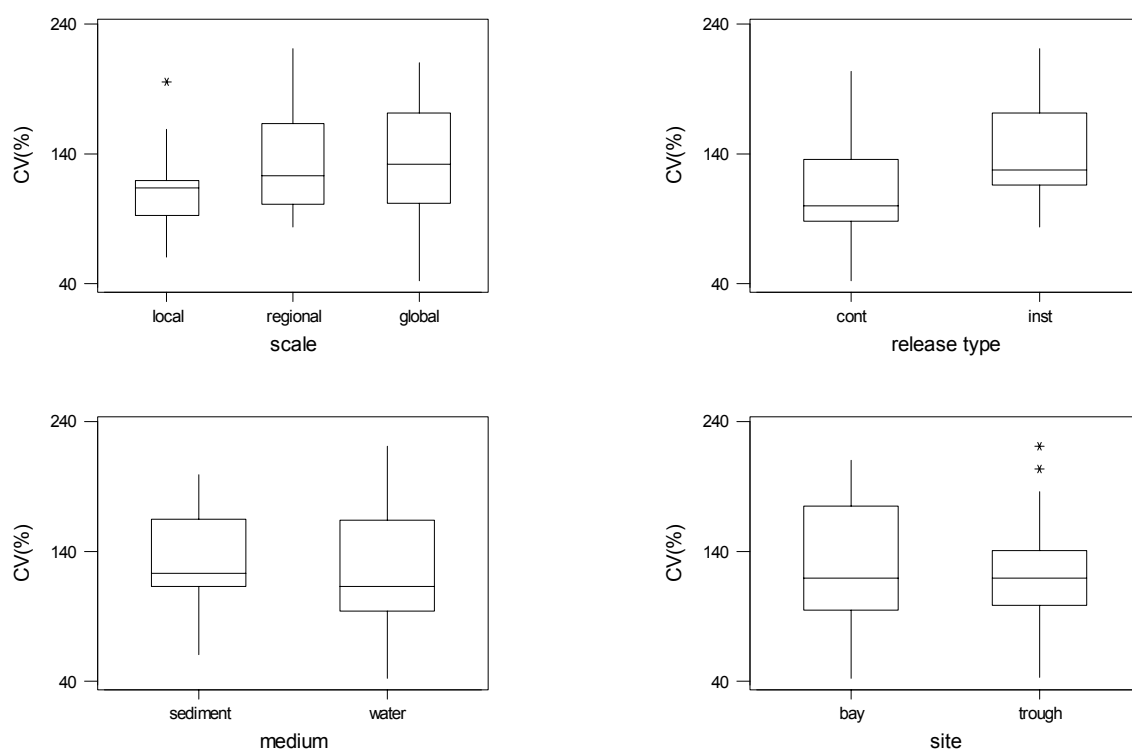 240
CV(%)
140
40
local regional global
scale
240
CV(%)
140
40
cont inst
release type
240
CV(%)
140
40
sediment water
medium
240
CV(%)
140
40
bay trough
site